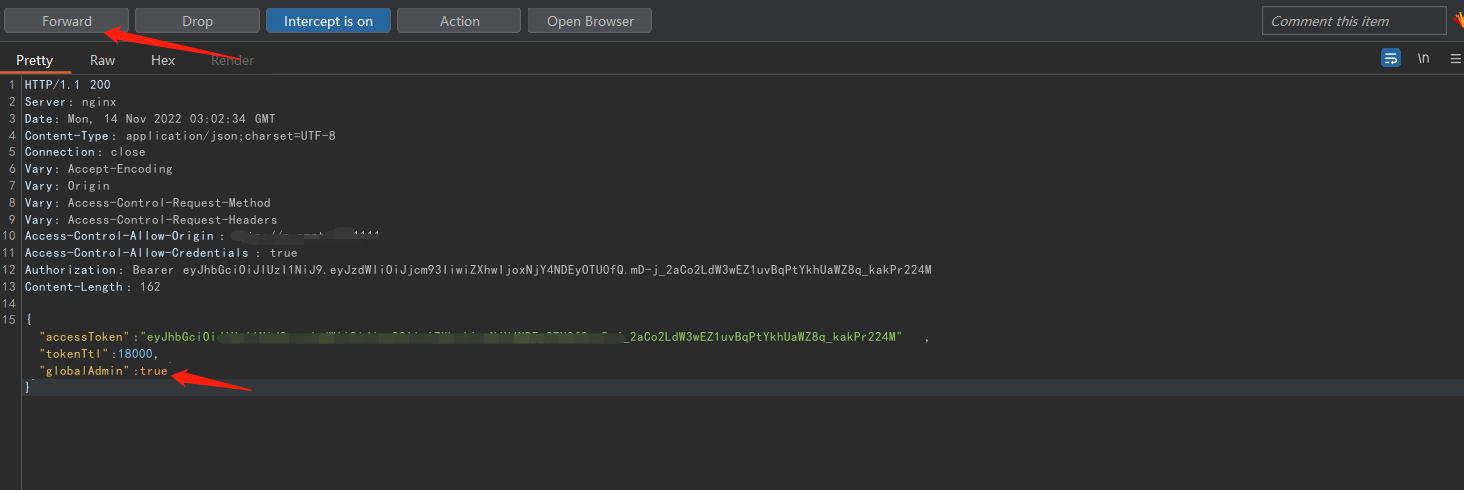 Forward Drop Intercept is on Action Open Browser Comment this item
Pretty Raw Hex Render \n
1 HTTP/1.1 200
2 Server: nginx
3 Date: Mon, 14 Nov 2022 03:02:34 GMT
4 Content-Type: application/json;charset=UTF-8
5 Connection: close
6 Vary: Accept-Encoding
7 Vary: Origin
8 Vary: Access-Control-Request-Method
9 Vary: Access-Control-Request-Headers
10 Access-Control-Allow-Origin :
11 Access-Control-Allow-Credentials : true
12 Authorization: Bearer eyJhbGciOiJIUzI1NiJ9.eyJzdWIiOiJjcm93IiwiZXhwIjoxNjY4NDEyOTU0fQ.mD-j_2aCo2LdW3wEZ1uvBqPtYkhUaWZ8q_kakPr224M
13 Content-Length: 162
14
15 {
"accessToken":"eyJhbGciOi _2aCo2LdW3wEZ1uvBqPtYkhUaWZ8q_kakPr224M" ,
"tokenTtl":18000,
"globalAdmin":true
}